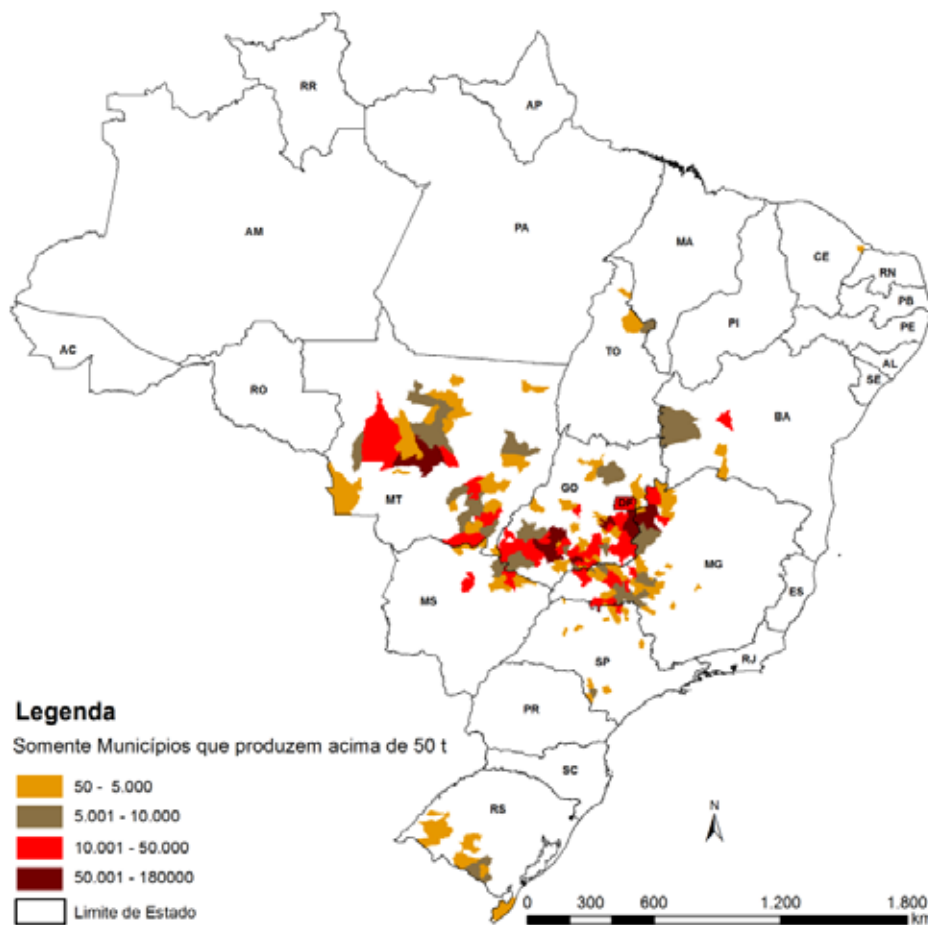 RR
AP
AM
PA
MA
CE
RN
PB
PE
PI
AL
SE
AC
RO
TO
BA
MT
GO
DF
MG
ES
MS
SP
RJ
PR
SC
RS
Legenda
Somente Municípios que produzem acima de 50 t
50 - 5.000
5.001 - 10.000
10.001 - 50.000
50.001 - 180000
Limite de Estado
N
0 300 600 1.200 1.800
km